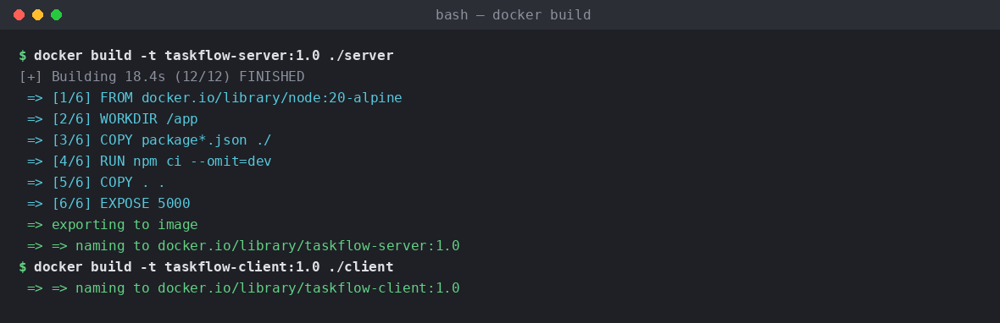 bash — docker build
$ docker build -t taskflow-server:1.0 ./server
[+] Building 18.4s (12/12) FINISHED
=> [1/6] FROM docker.io/library/node:20-alpine
=> [2/6] WORKDIR /app
=> [3/6] COPY package*.json ./
=> [4/6] RUN npm ci --omit=dev
=> [5/6] COPY . .
=> [6/6] EXPOSE 5000
=> exporting to image
=> => naming to docker.io/library/taskflow-server:1.0
$ docker build -t taskflow-client:1.0 ./client
=> => naming to docker.io/library/taskflow-client:1.0